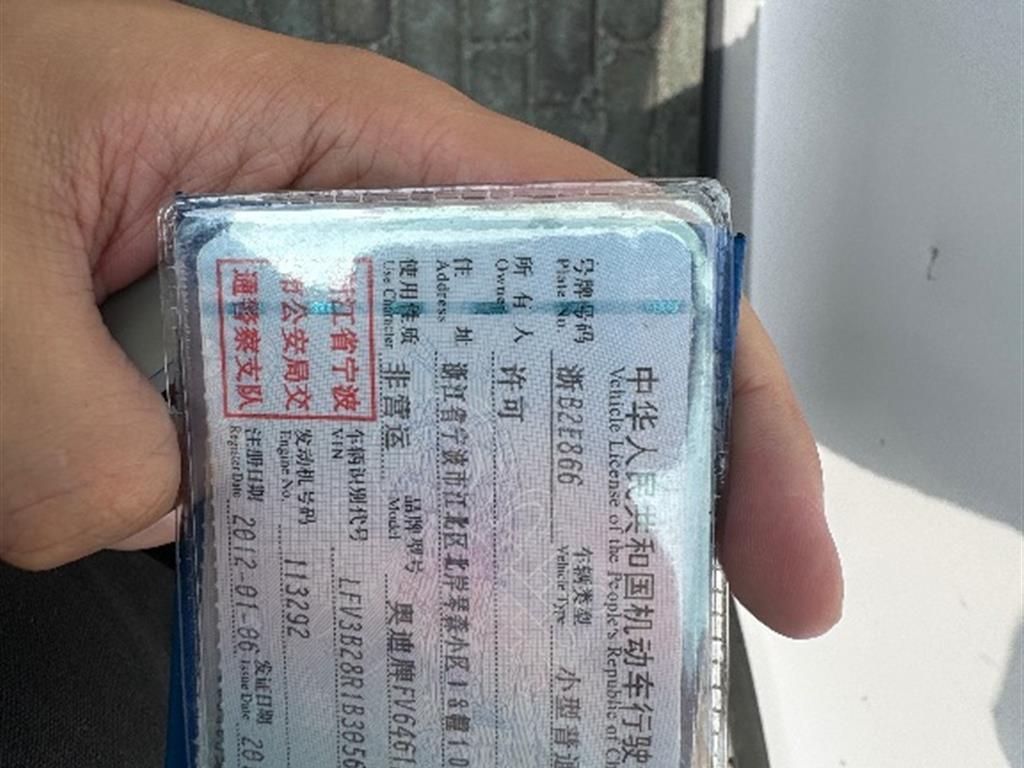 中华人民共和国机动车行驶
Vehicle License of the People's Republic of Ch
号牌号码 浙B2E866 车辆类型 小型普通
Plate No. Vehicle Type
所有人 许可
Owner
住址 浙江省宁波市江北区北岸琴森小区18幢10
Address
使用性质 非营运 品牌型号 奥迪牌FV6461
Use Character Model
浙江省宁波
市公安局交
通警察支队
车辆识别代号 LFV3B28R1B3056
VIN
发动机号码 113292
Engine No.
注册日期 2012-01-06 发证日期 20
Register Date Issue Date